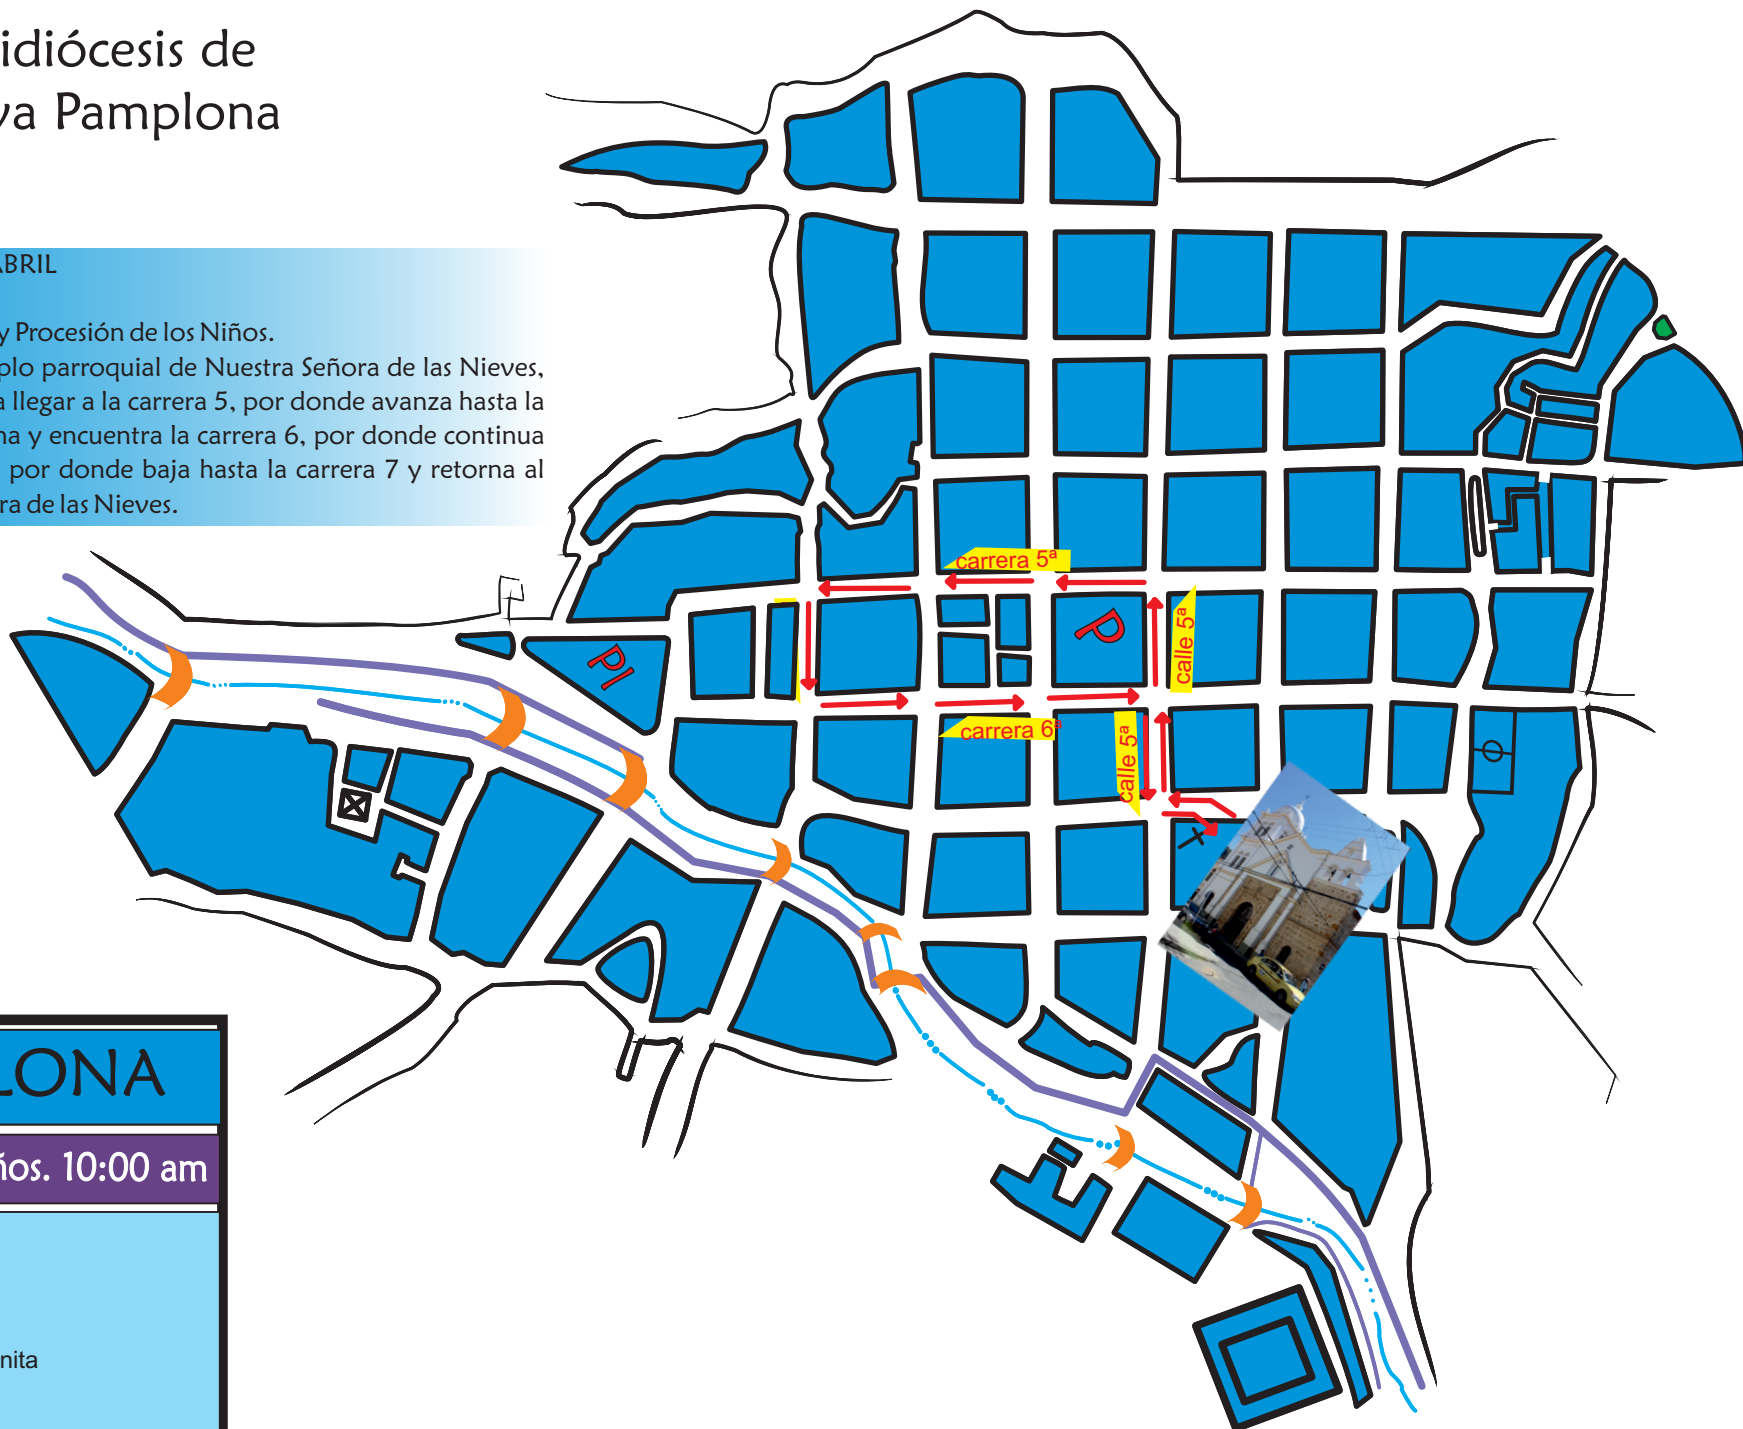 idiócesis de
va Pamplona
ABRIL
y Procesión de los Niños.
plo parroquial de Nuestra Señora de las Nieves,
a llegar a la carrera 5, por donde avanza hasta la
na y encuentra la carrera 6, por donde continua
por donde baja hasta la carrera 7 y retorna al
ra de las Nieves.
carrera 5ª
P
calle 5ª
Pl
carrera 6ª
calle 5ª
LONA
ños. 10:00 am
nita